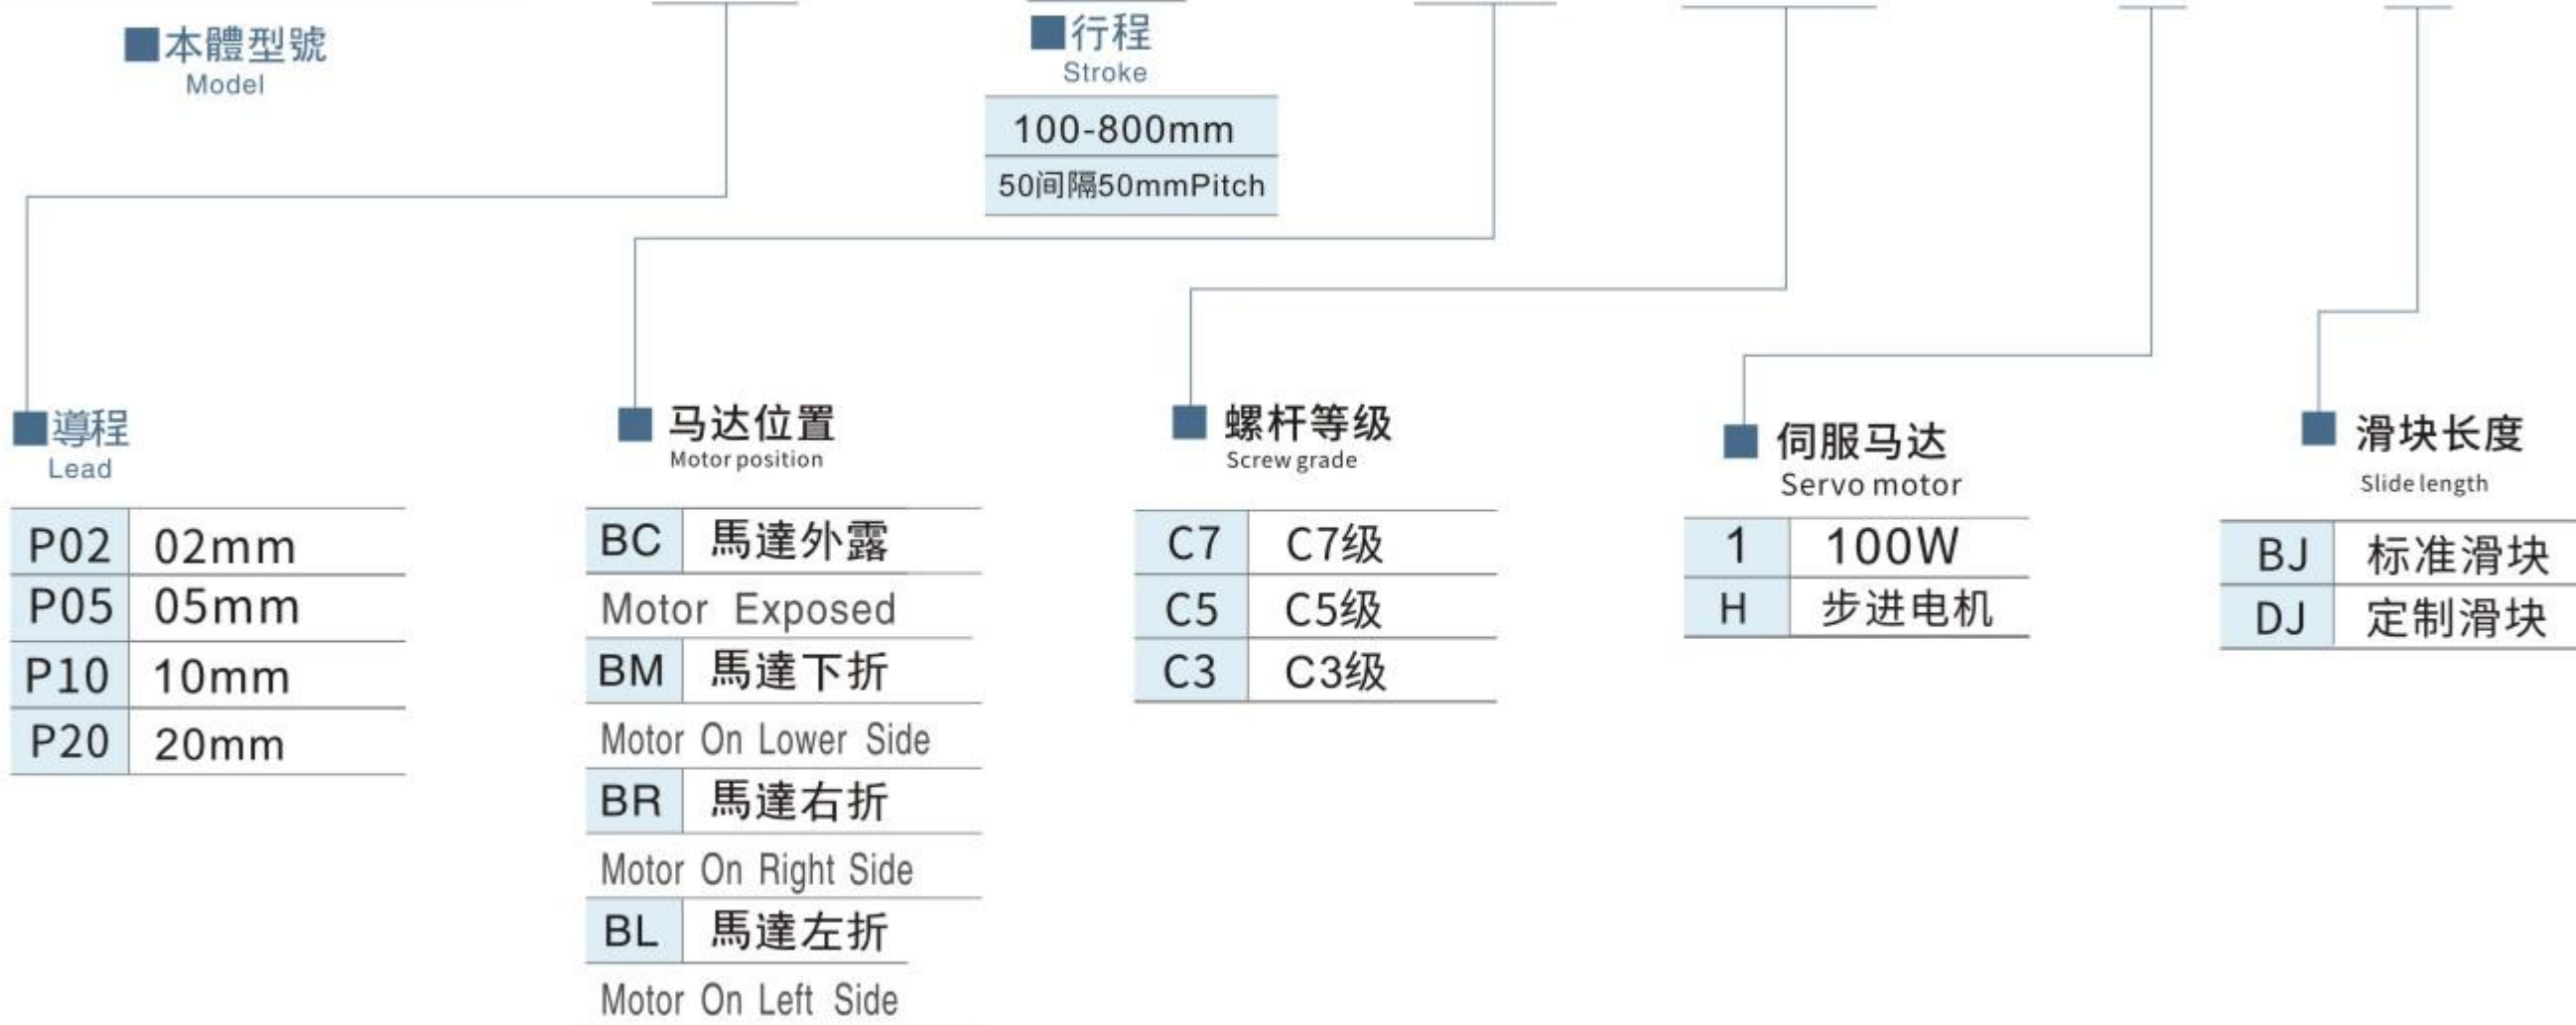 ■本體型號
Model
■行程
Stroke
100-800mm
50间隔50mmPitch
■導程
Lead
P02 02mm
P05 05mm
P10 10mm
P20 20mm
■ 马达位置
Motor position
BC 馬達外露
Motor Exposed
BM 馬達下折
Motor On Lower Side
BR 馬達右折
Motor On Right Side
BL 馬達左折
Motor On Left Side
■ 螺杆等级
Screw grade
C7 C7级
C5 C5级
C3 C3级
■ 伺服马达
Servo motor
1 100W
H 步进电机
■ 滑块长度
Slide length
BJ 标准滑块
DJ 定制滑块